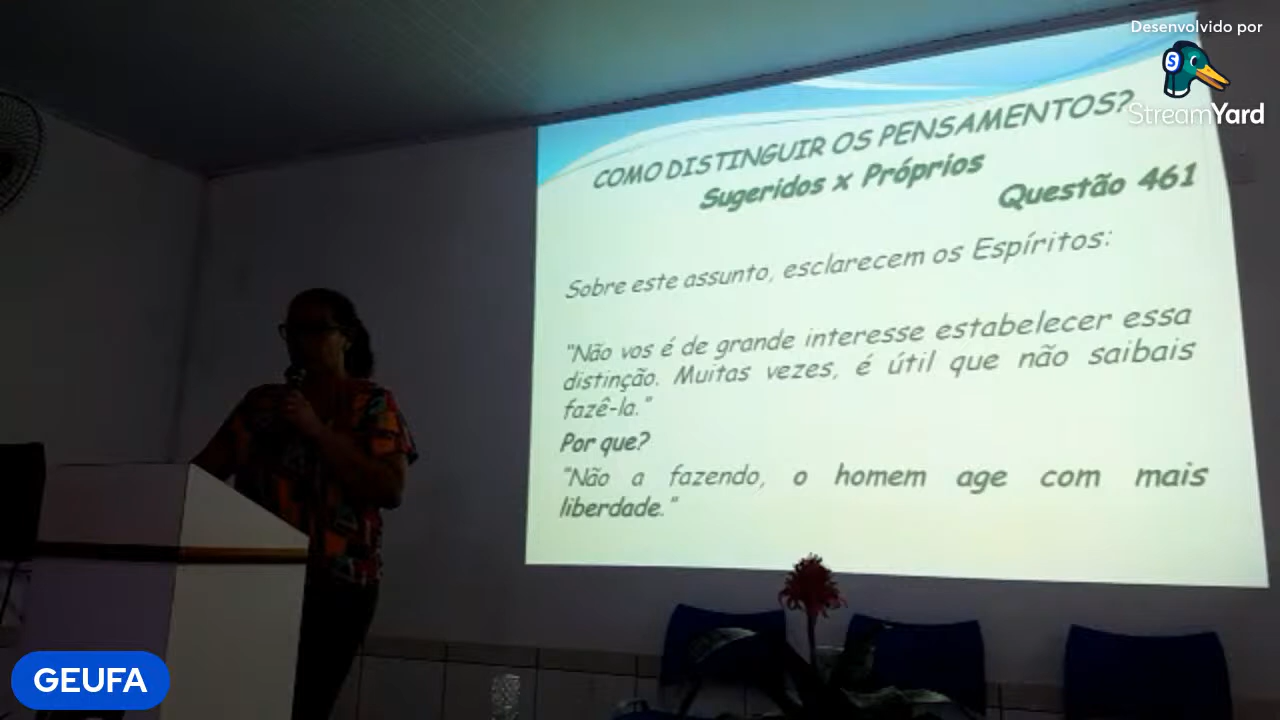 Desenvolvido por
StreamYard
COMO DISTINGUIR OS PENSAMENTOS?
Sugeridos x Próprios
Questão 461
Sobre este assunto, esclarecem os Espíritos:
"Não vos é de grande interesse estabelecer essa
distinção. Muitas vezes, é útil que não saibais
fazê-la."
Por que?
"Não a fazendo, o homem age com mais
liberdade."
GEUFA